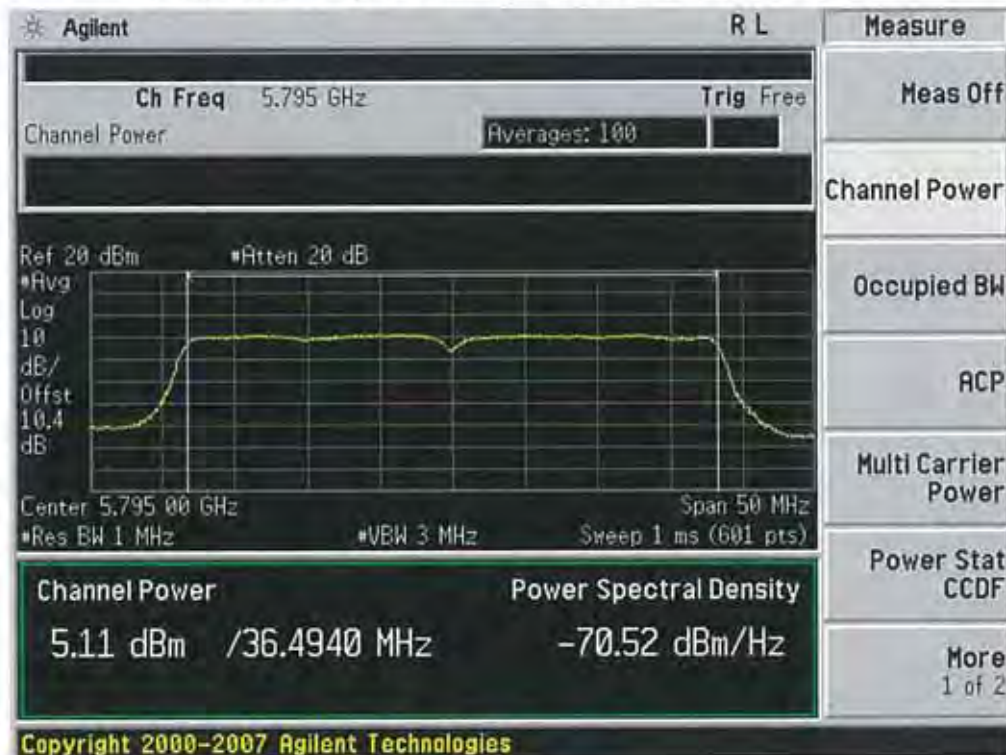 Agilent R L
Measure
Ch Freq 5.795 GHz Trig Free
Channel Power Averages: 100
Meas Off
Channel Power
Occupied BW
ACP
Multi Carrier
Power
Power Stat
CCDF
More
1 of 2
Ref 20 dBm #Atten 20 dB
#Avg
Log
10
dB/
Offst
10.4
dB
Center 5.795 00 GHz Span 50 MHz
#Res BW 1 MHz #VBW 3 MHz Sweep 1 ms (601 pts)
Channel Power Power Spectral Density
5.11 dBm /36.4940 MHz -70.52 dBm/Hz
Copyright 2000-2007 Agilent Technologies